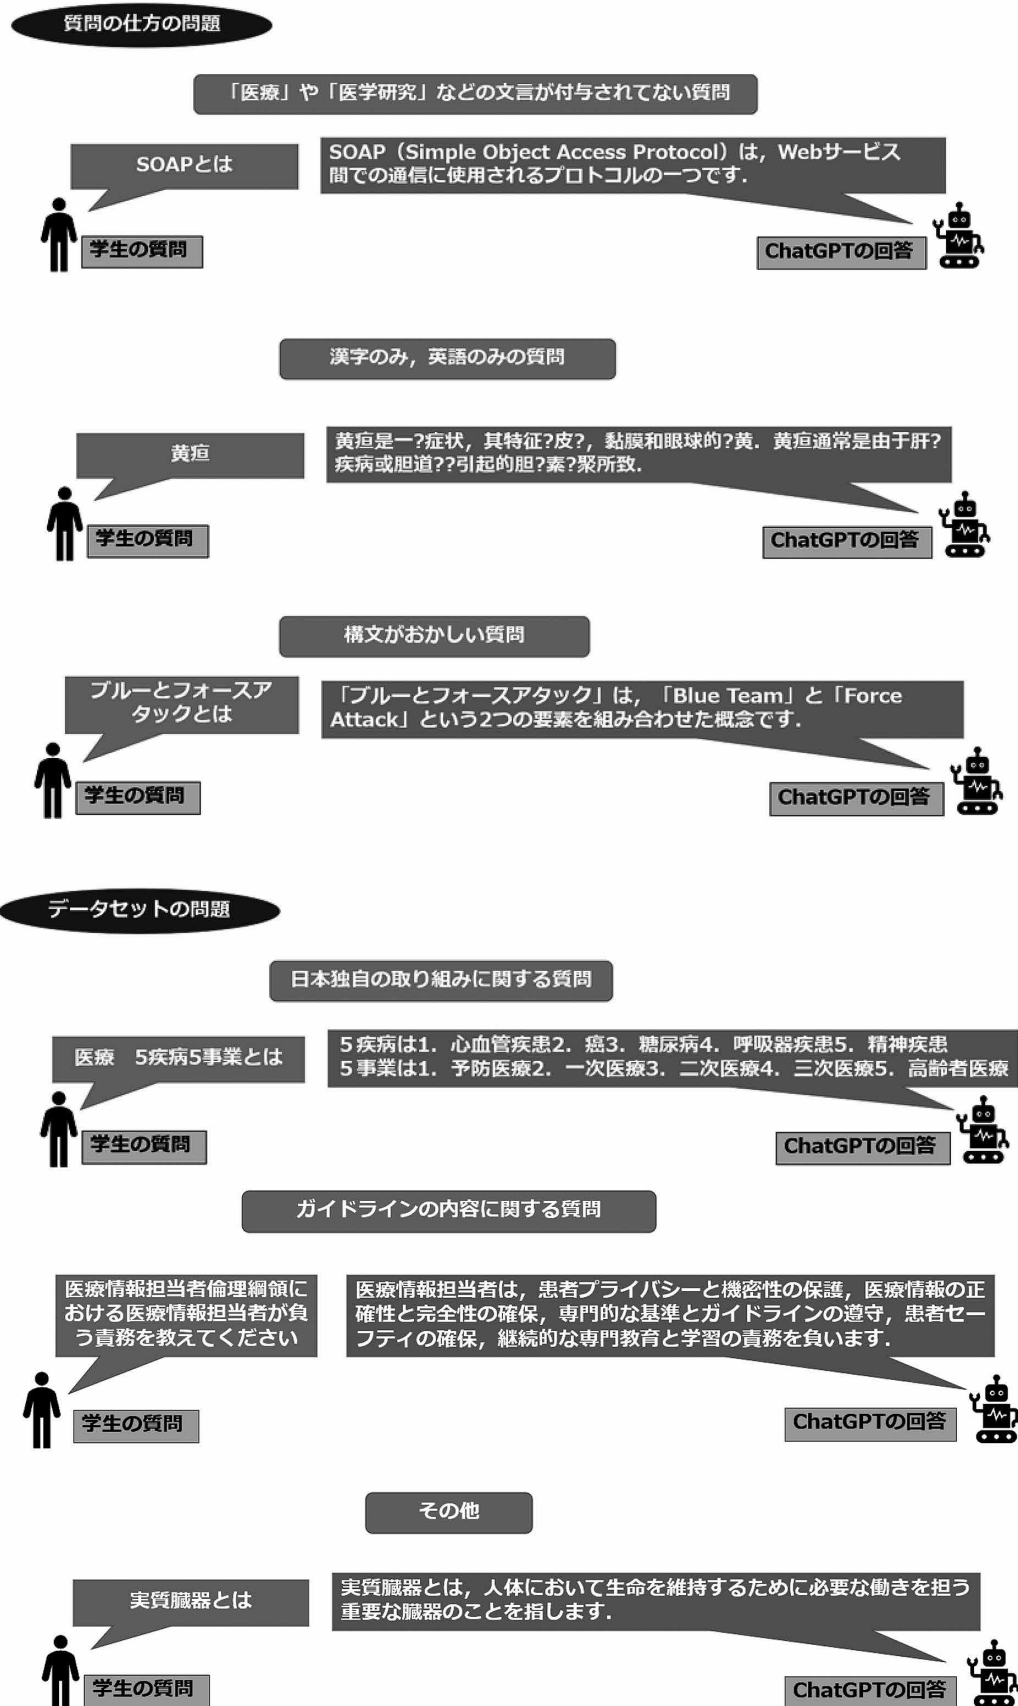 質問の仕方の問題
「医療」や「医学研究」などの文言が付与されてない質問
SOAPとは
SOAP（Simple Object Access Protocol）は，Webサービス
間での通信に使用されるプロトコルの一つです．
学生の質問
ChatGPTの回答
漢字のみ，英語のみの質問
黄疸
黄疸是一?症状，其特征?皮?，黏膜和眼球的?黄．黄疸通常是由于肝?
疾病或胆道??引起的胆?素?聚所致．
学生の質問
ChatGPTの回答
構文がおかしい質問
ブルーとフォースア
タックとは
「ブルーとフォースアタック」は，「Blue Team」と「Force
Attack」という2つの要素を組み合わせた概念です．
学生の質問
ChatGPTの回答
データセットの問題
日本独自の取り組みに関する質問
医療　5疾病5事業とは
５疾病は1．心血管疾患2．癌3．糖尿病4．呼吸器疾患5．精神疾患
５事業は1．予防医療2．一次医療3．二次医療4．三次医療5．高齢者医療
学生の質問
ChatGPTの回答
ガイドラインの内容に関する質問
医療情報担当者倫理綱領に
おける医療情報担当者が負
う責務を教えてください
医療情報担当者は，患者プライバシーと機密性の保護，医療情報の正
確性と完全性の確保，専門的な基準とガイドラインの遵守，患者セー
フティの確保，継続的な専門教育と学習の責務を負います．
学生の質問
ChatGPTの回答
その他
実質臓器とは
実質臓器とは，人体において生命を維持するために必要な働きを担う
重要な臓器のことを指します．
学生の質問
ChatGPTの回答